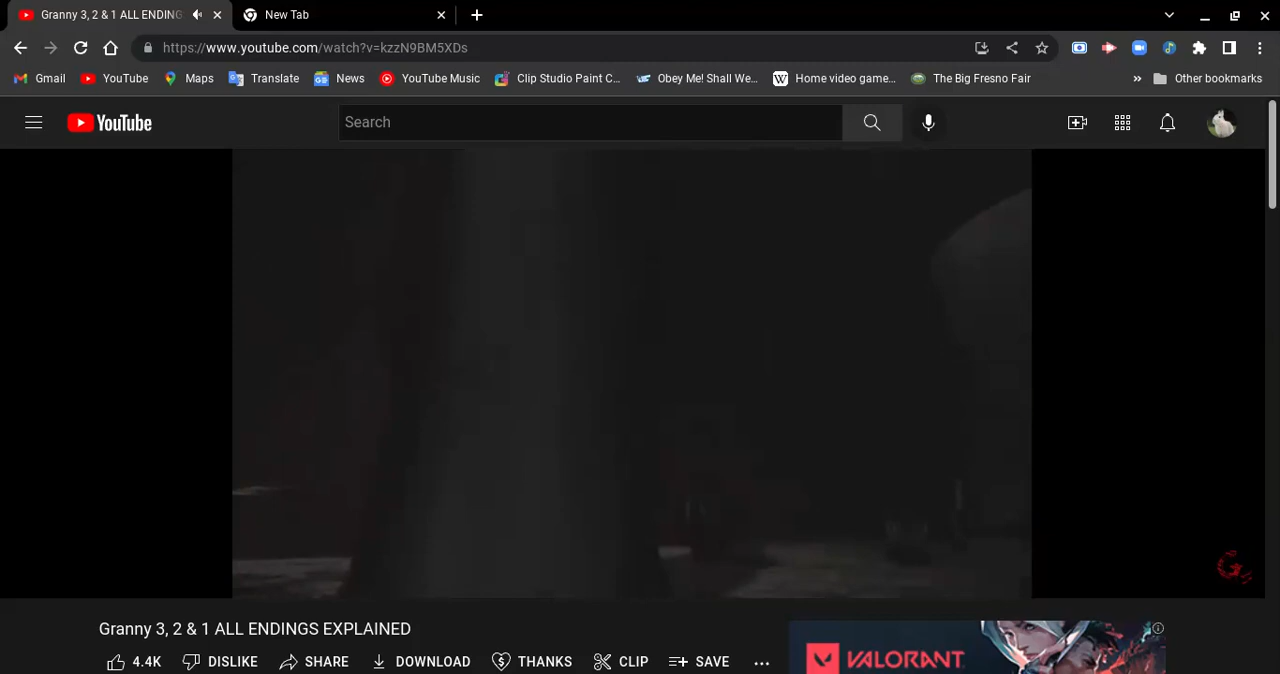 Granny 3, 2 & 1 ALL ENDING
New Tab
https://www.youtube.com/watch?v=kzzN9BM5XDs
Gmail
YouTube
Maps
Translate
News
YouTube Music
Clip Studio Paint C...
Obey Me! Shall We...
Home video game...
The Big Fresno Fair
Other bookmarks
YouTube
Search
Granny 3, 2 & 1 ALL ENDINGS EXPLAINED
4.4K
DISLIKE
SHARE
DOWNLOAD
THANKS
CLIP
SAVE
VALORANT